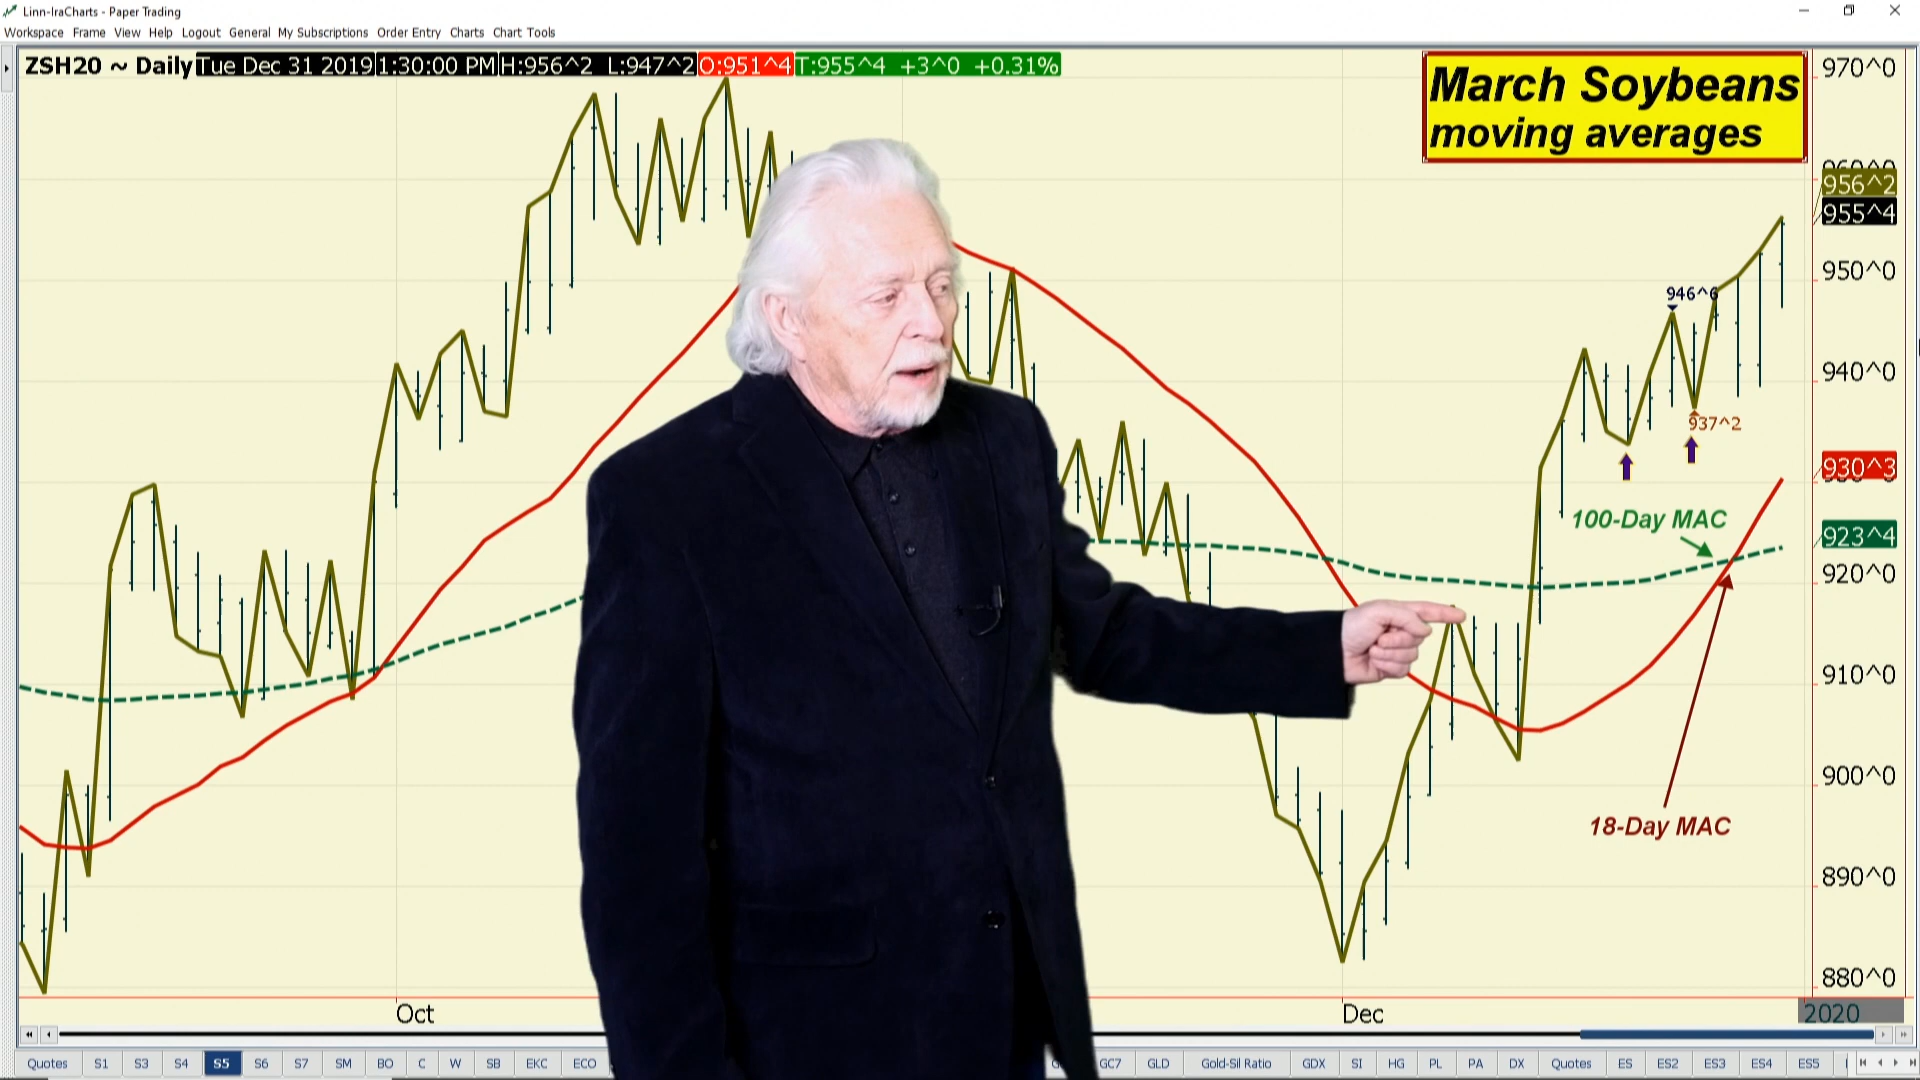 Linn-IraCharts - Paper Trading
Workspace Frame View Help Logout General My Subscriptions Order Entry Charts Chart Tools
ZSH20 ~ Daily Tue Dec 31 2019 1:30:00 PM H:956^2 L:947^2 O:951^4 T:955^4 +3^0 +0.31%
March Soybeans
moving averages
970^0
960^0
956^2
955^4
950^0
946^6
940^0
937^2
930^3
100-Day MAC
923^4
920^0
910^0
900^0
18-Day MAC
890^0
880^0
Oct Dec 2020
Quotes S1 S3 S4 S5 S6 S7 SM BO C W SB EKC ECO GC7 GLD Gold-Sil Ratio GDX SI HG PL PA DX Quotes ES ES2 ES3 ES4 ES5